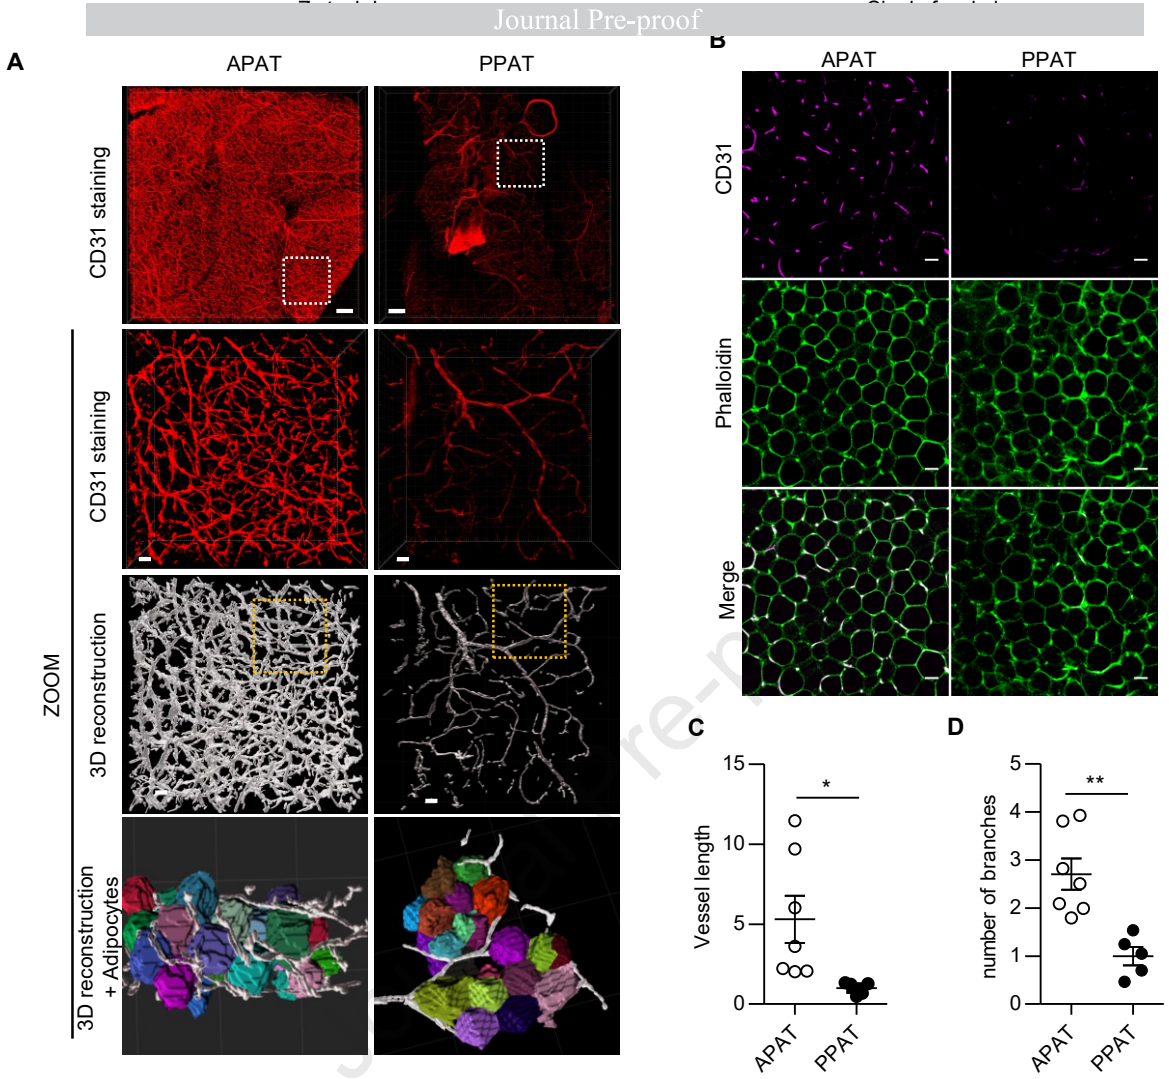 Journal Pre-proof
A
APAT
PPAT
CD31 staining
ZOOM
CD31 staining
3D reconstruction
3D reconstruction
+ Adipocytes
B
APAT
PPAT
CD31
Phalloidin
Merge
C
15
10
5
0
Vessel length
*
APAT
PPAT
D
5
4
3
2
1
0
number of branches
**
APAT
PPAT